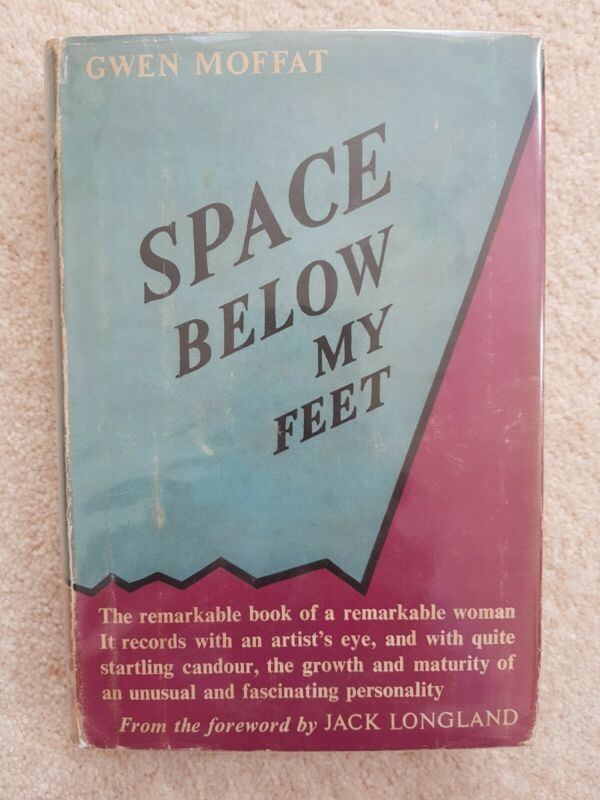 GWEN MOFFAT
SPACE
BELOW
MY
FEET
The remarkable book of a remarkable woman
It records with an artist's eye, and with quite
startling candour, the growth and maturity of
an unusual and fascinating personality
From the foreword by JACK LONGLAND